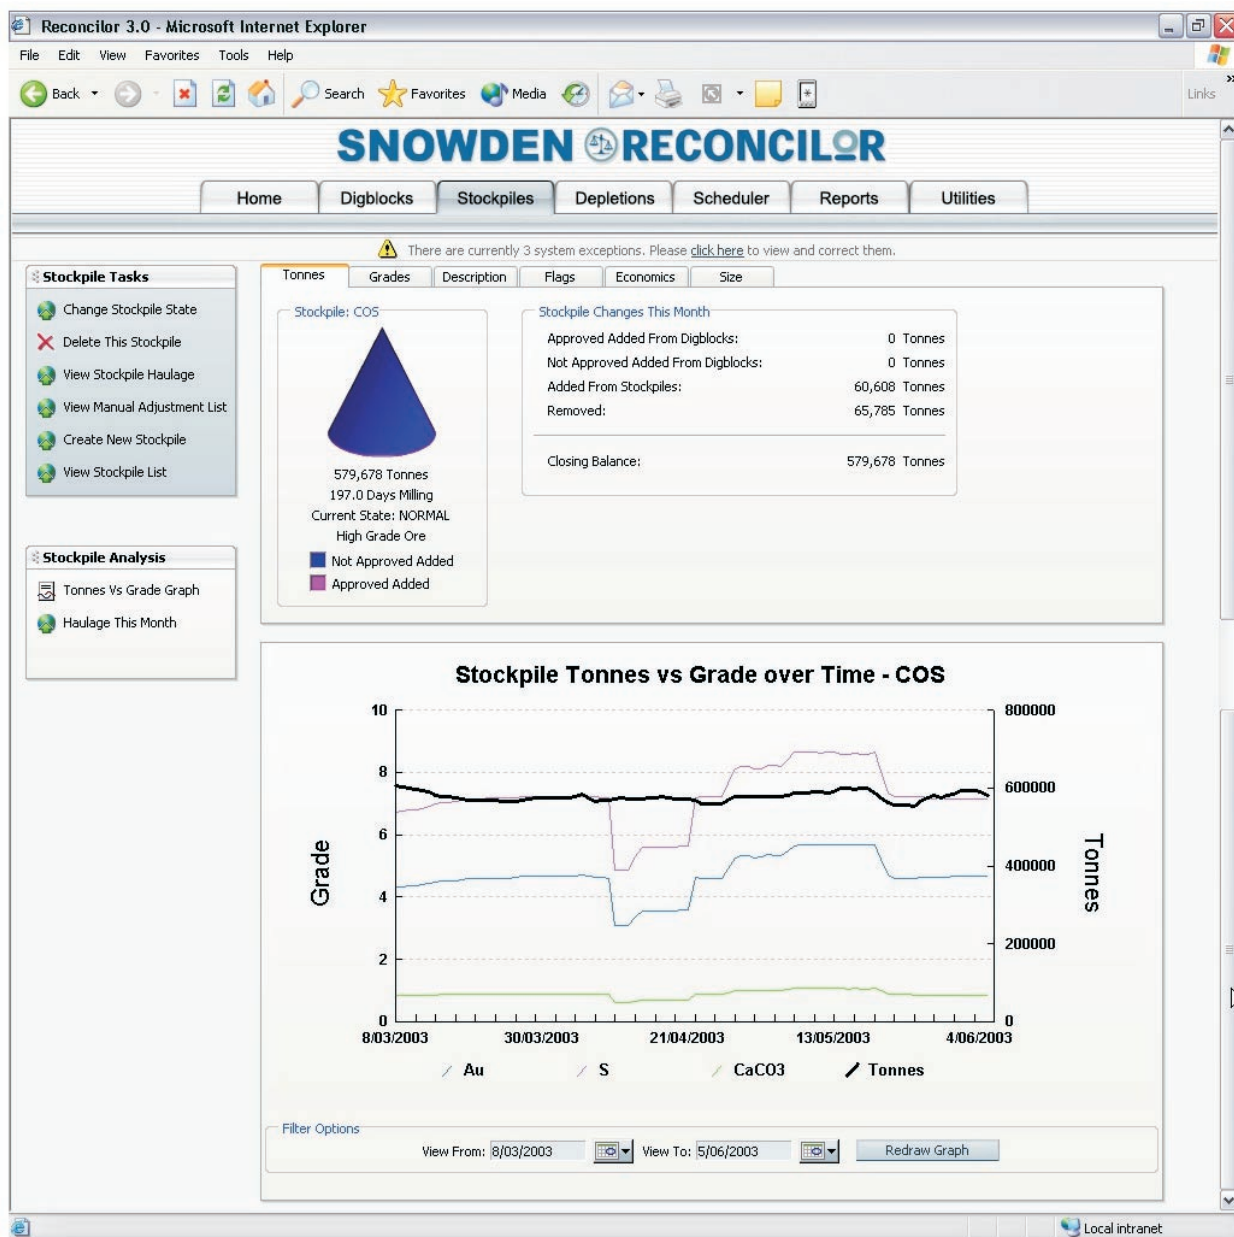 Reconcilor 3.0 - Microsoft Internet Explorer
File Edit View Favorites Tools Help
Back Search Favorites Media Links
SNOWDEN RECONCILOR
Home Digblocks Stockpiles Depletions Scheduler Reports Utilities
There are currently 3 system exceptions. Please click here to view and correct them.
Stockpile Tasks
Change Stockpile State
Delete This Stockpile
View Stockpile Haulage
View Manual Adjustment List
Create New Stockpile
View Stockpile List
Stockpile Analysis
Tonnes Vs Grade Graph
Haulage This Month
Tonnes Grades Description Flags Economics Size
Stockpile: COS
579,678 Tonnes
197.0 Days Milling
Current State: NORMAL
High Grade Ore
Not Approved Added
Approved Added
Stockpile Changes This Month
Approved Added From Digblocks: 0 Tonnes
Not Approved Added From Digblocks: 0 Tonnes
Added From Stockpiles: 60,608 Tonnes
Removed: 65,785 Tonnes
Closing Balance: 579,678 Tonnes
Stockpile Tonnes vs Grade over Time - COS
10 800000
8
600000
6
400000
4
200000
2
0 0
Grade
Tonnes
8/03/2003 30/03/2003 21/04/2003 13/05/2003 4/06/2003
Au S CaCO3 Tonnes
Filter Options
View From: 8/03/2003 View To: 5/06/2003 Redraw Graph
Local intranet